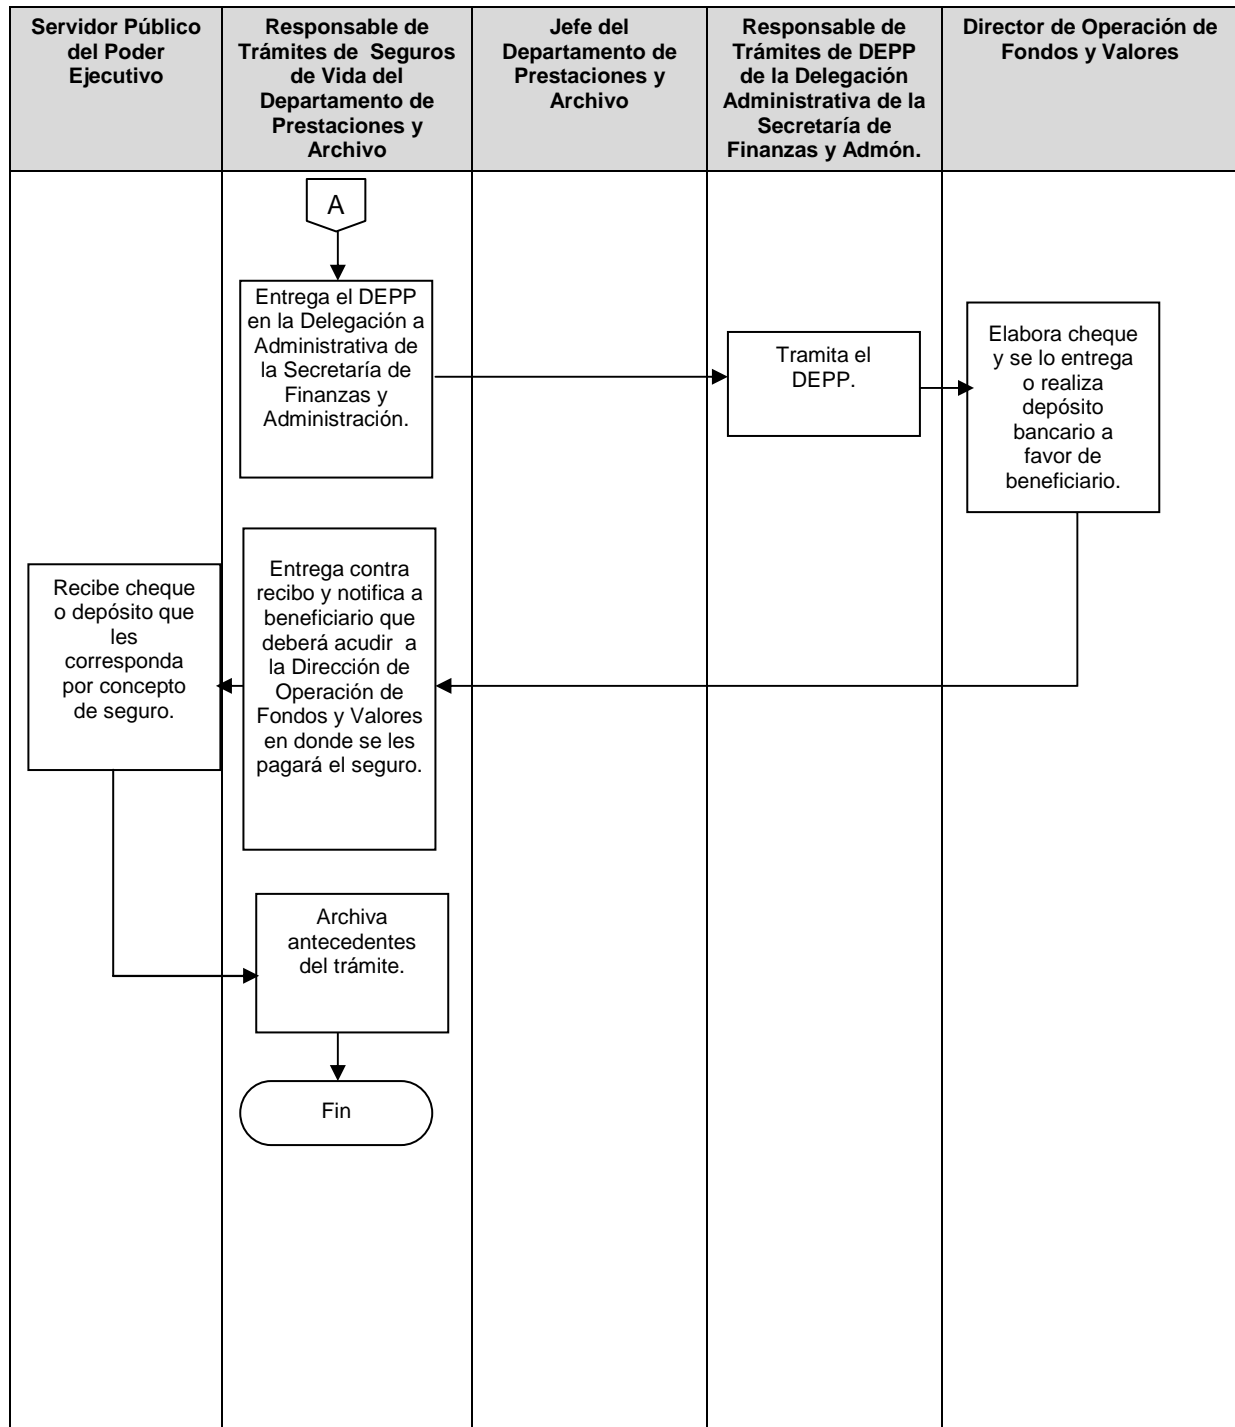 Servidor Público
del Poder
Ejecutivo
Responsable de
Trámites de Seguros
de Vida del
Departamento de
Prestaciones y
Archivo
Jefe del
Departamento de
Prestaciones y
Archivo
Responsable de
Trámites de DEPP
de la Delegación
Administrativa de la
Secretaría de
Finanzas y Admón.
Director de Operación de
Fondos y Valores
A
Entrega el DEPP
en la Delegación a
Administrativa de
la Secretaría de
Finanzas y
Administración.
Tramita el
DEPP.
Elabora cheque
y se lo entrega
o realiza
depósito
bancario a
favor de
beneficiario.
Entrega contra
recibo y notifica a
beneficiario que
deberá acudir a
la Dirección de
Operación de
Fondos y Valores
en donde se les
pagará el seguro.
Recibe cheque
o depósito que
les
corresponda
por concepto
de seguro.
Archiva
antecedentes
del trámite.
Fin